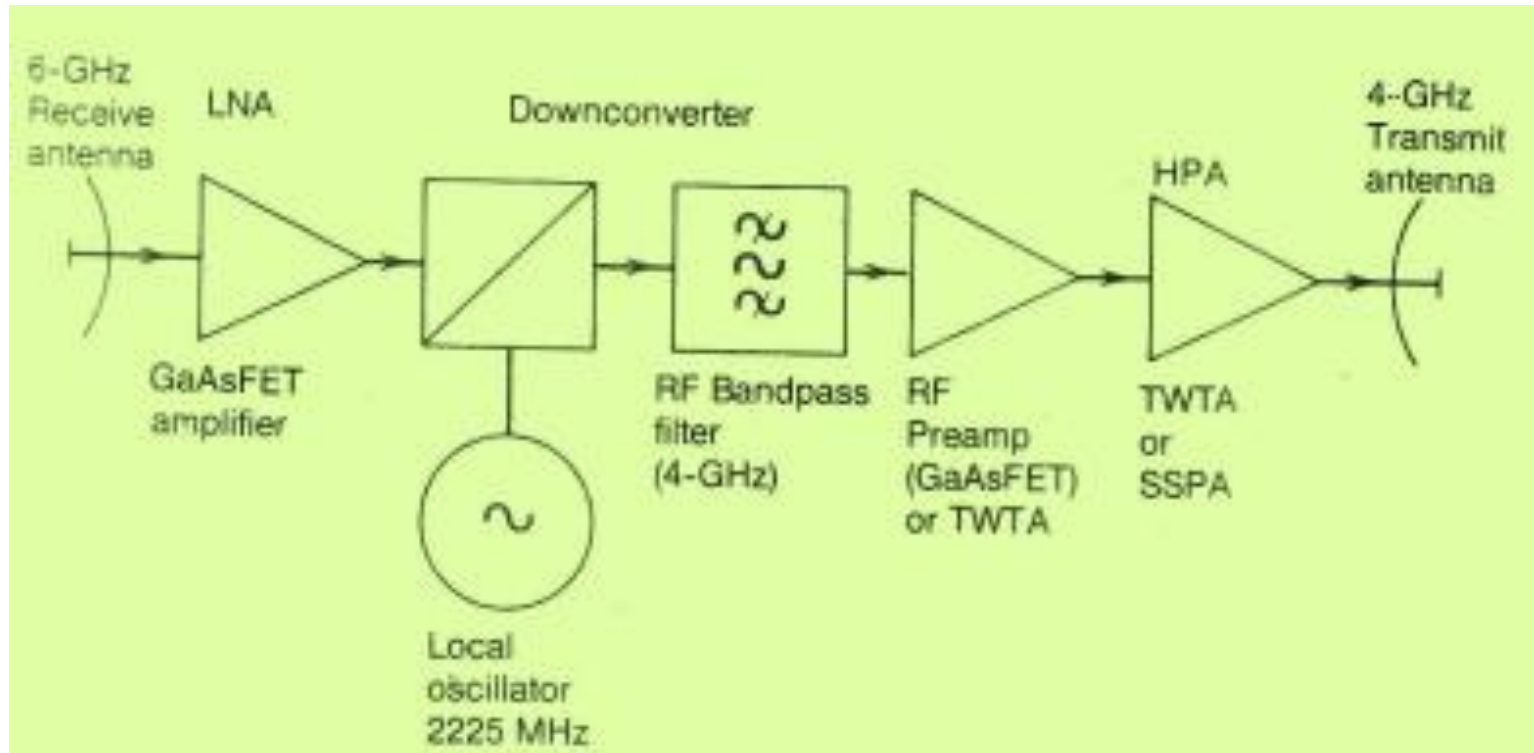 6-GHz
Receive
antenna
LNA
Downconverter
HPA
4-GHz
Transmit
antenna
GaAsFET
amplifier
RF Bandpass
filter
(4-GHz)
RF
Preamp
(GaAsFET)
or TWTA
TWTA
or
SSPA
Local
oscillator
2225 MHz